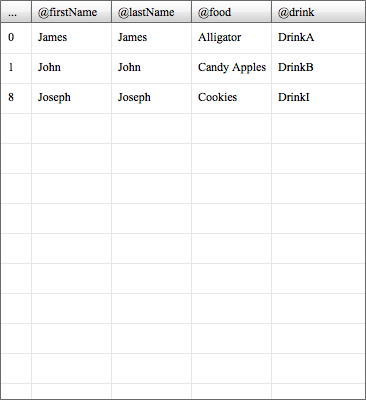 ... @firstName @lastName @food @drink
0 James James Alligator DrinkA
1 John John Candy Apples DrinkB
8 Joseph Joseph Cookies DrinkI